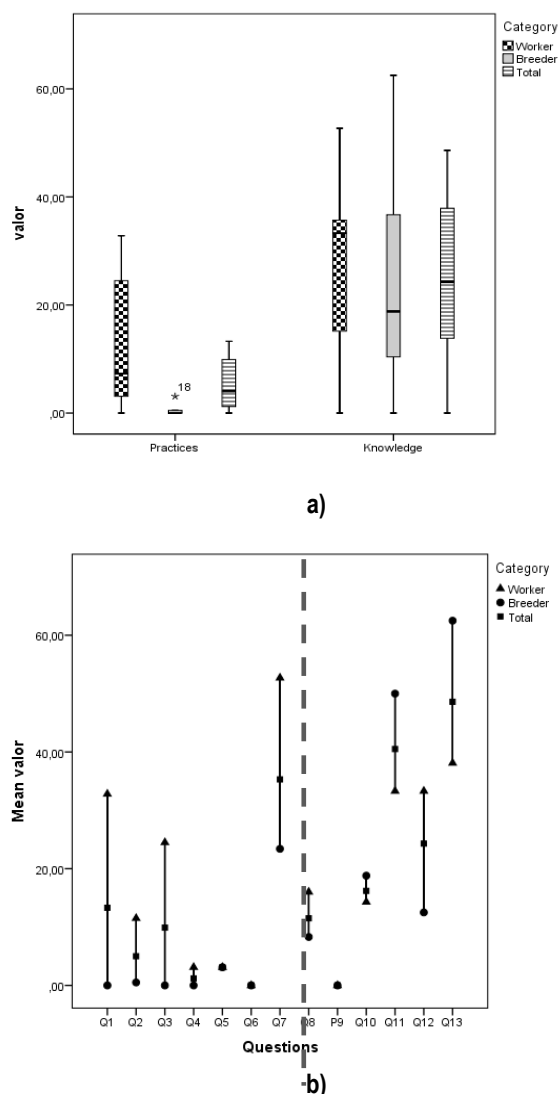 Category
Worker
Breeder
Total
60,00
40,00
20,00
,00
valor
18
Practices
Knowledge
a)
Category
Worker
Breeder
Total
60,00
40,00
20,00
,00
Mean valor
Q1 Q2 Q3 Q4 Q5 Q6 Q7 Q8 P9 Q10 Q11 Q12 Q13
Questions
b)